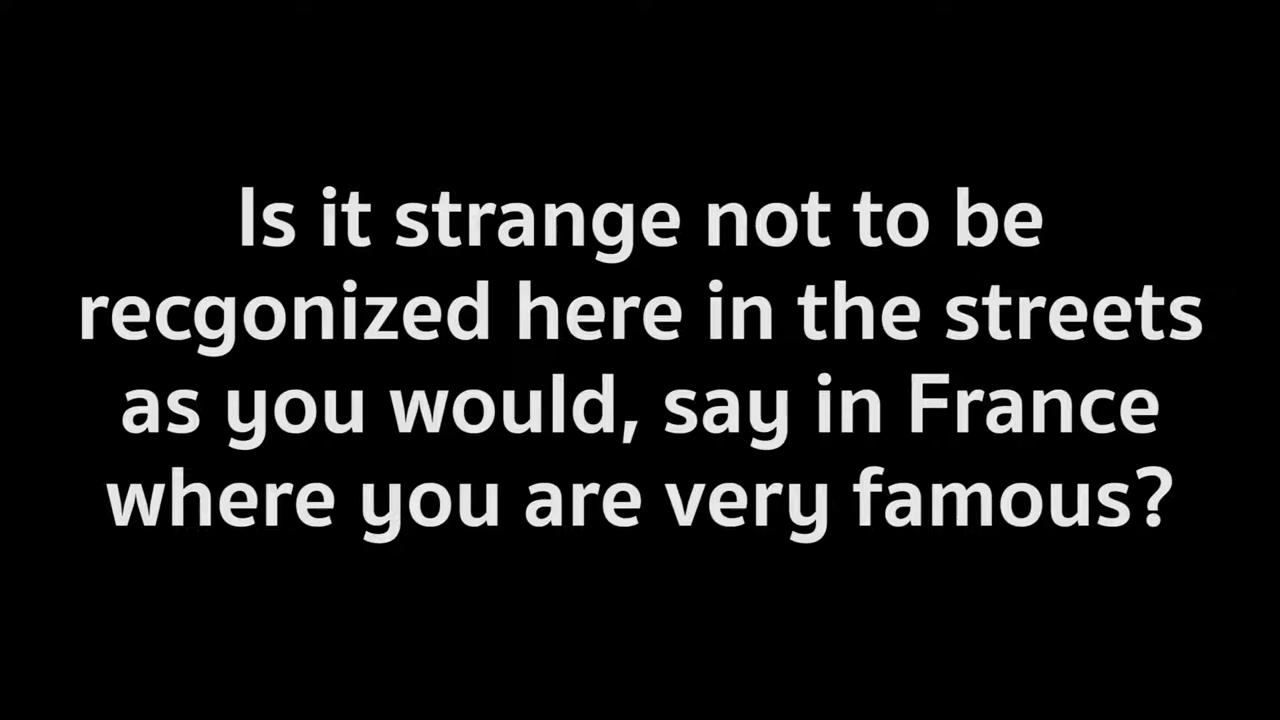 Is it strange not to be
recgonized here in the streets
as you would, say in France
where you are very famous?